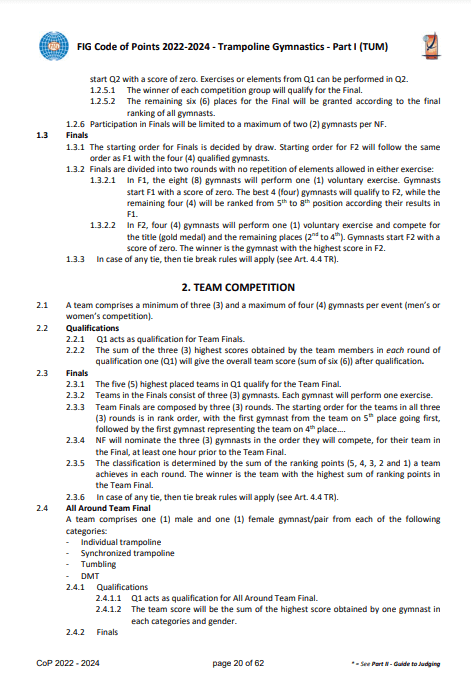 FIG Code of Points 2022-2024 - Trampoline Gymnastics - Part I (TUM)
start Q2 with a score of zero. Exercises or elements from Q1 can be performed in Q2.
1.2.5.1 The winner of each competition group will qualify for the Final.
1.2.5.2 The remaining six (6) places for the Final will be granted according to the final
ranking of all gymnasts.
1.2.6 Participation in Finals will be limited to a maximum of two (2) gymnasts per NF.
1.3 Finals
1.3.1 The starting order for Finals is decided by draw. Starting order for F2 will follow the same
order as F1 with the four (4) qualified gymnasts.
1.3.2 Finals are divided into two rounds with no repetition of elements allowed in either exercise:
1.3.2.1 In F1, the eight (8) gymnasts will perform one (1) voluntary exercise. Gymnasts
start F1 with a score of zero. The best 4 (four) gymnasts will qualify to F2, while the
remaining four (4) will be ranked from 5th to 8th position according their results in
F1.
1.3.2.2 In F2, four (4) gymnasts will perform one (1) voluntary exercise and compete for
the title (gold medal) and the remaining places (2nd to 4th). Gymnasts start F2 with a
score of zero. The winner is the gymnast with the highest score in F2.
1.3.3 In case of any tie, then tie break rules will apply (see Art. 4.4 TR).
2. TEAM COMPETITION
2.1 A team comprises a minimum of three (3) and a maximum of four (4) gymnasts per event (men's or
women's competition).
2.2 Qualifications
2.2.1 Q1 acts as qualification for Team Finals.
2.2.2 The sum of the three (3) highest scores obtained by the team members in each round of
qualification one (Q1) will give the overall team score (sum of six (6)) after qualification.
2.3 Finals
2.3.1 The five (5) highest placed teams in Q1 qualify for the Team Final.
2.3.2 Teams in the Finals consist of three (3) gymnasts. Each gymnast will perform one exercise.
2.3.3 Team Finals are composed by three (3) rounds. The starting order for the teams in all three
(3) rounds is in rank order, with the first gymnast from the team on 5th place going first,
followed by the first gymnast representing the team on 4th place....
2.3.4 NF will nominate the three (3) gymnasts in the order they will compete, for their team in
the Final, at least one hour prior to the Team Final.
2.3.5 The classification is determined by the sum of the ranking points (5, 4, 3, 2 and 1) a team
achieves in each round. The winner is the team with the highest sum of ranking points in
the Team Final.
2.3.6 In case of any tie, then tie break rules will apply (see Art. 4.4 TR).
2.4 All Around Team Final
A team comprises one (1) male and one (1) female gymnast/pair from each of the following
categories:
- Individual trampoline
- Synchronized trampoline
- Tumbling
- DMT
2.4.1 Qualifications
2.4.1.1 Q1 acts as qualification for All Around Team Final.
2.4.1.2 The team score will be the sum of the highest score obtained by one gymnast in
each categories and gender.
2.4.2 Finals
CoP 2022 - 2024 page 20 of 62 * = See Part II - Guide to Judging